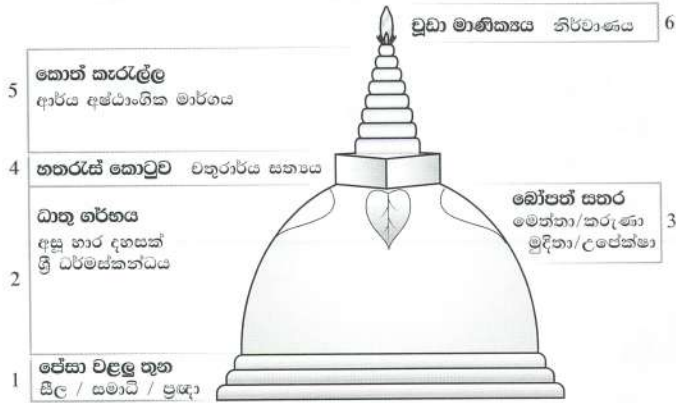 චූඩා මාණික්‍යය නිර්වාණය 6
5 කොත් කැරැල්ල
ආර්ය අෂ්ඨාංගික මාර්ගය
4 හතරැස් කොටුව චතුරාර්ය සත්‍යය
2 ධාතු ගර්භය
අසූ හාර දහසක්
ශ්‍රී ධර්මස්කන්ධය
බෝපත් සතර 3
මෙත්තා/කරුණා
මුදිතා/උපේක්ෂා
1 පේසා වළලු තුන
සීල / සමාධි / ප්‍රඥා